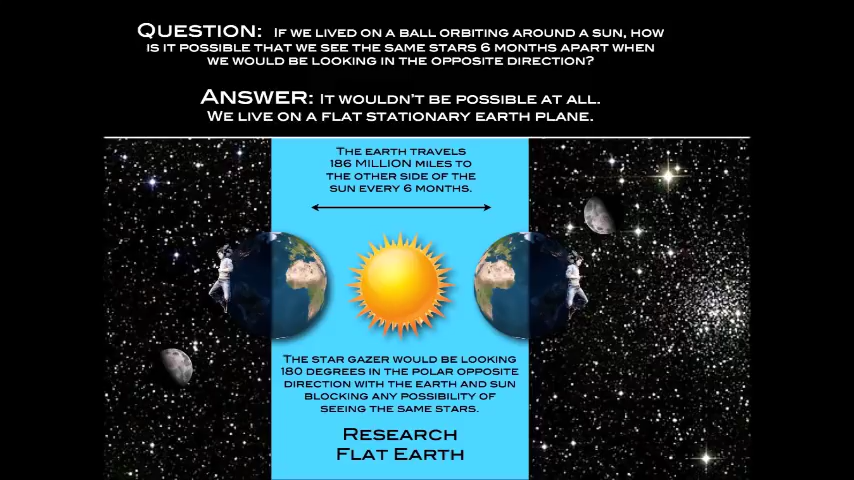 QUESTION: IF WE LIVED ON A BALL ORBITING AROUND A SUN, HOW
IS IT POSSIBLE THAT WE SEE THE SAME STARS 6 MONTHS APART WHEN
WE WOULD BE LOOKING IN THE OPPOSITE DIRECTION?
ANSWER: IT WOULDN'T BE POSSIBLE AT ALL.
WE LIVE ON A FLAT STATIONARY EARTH PLANE.
THE EARTH TRAVELS
186 MILLION MILES TO
THE OTHER SIDE OF THE
SUN EVERY 6 MONTHS.
THE STAR GAZER WOULD BE LOOKING
180 DEGREES IN THE POLAR OPPOSITE
DIRECTION WITH THE EARTH AND SUN
BLOCKING ANY POSSIBILITY OF
SEEING THE SAME STARS.
RESEARCH
FLAT EARTH